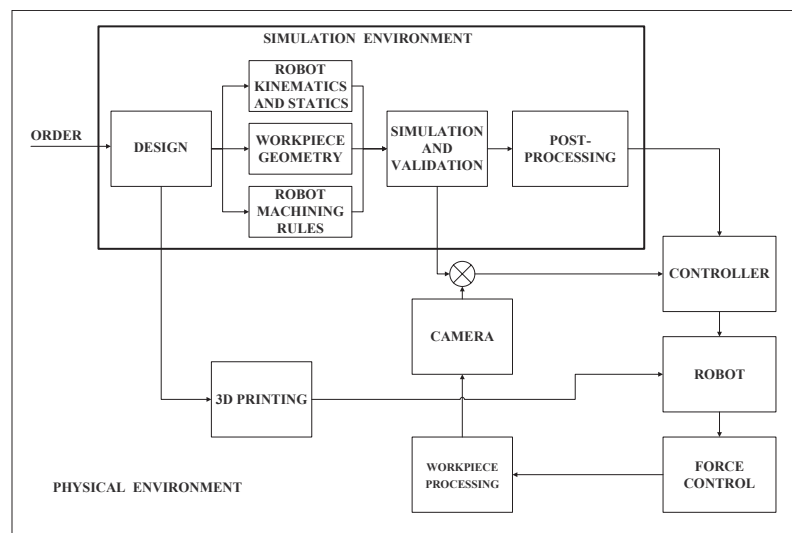 SIMULATION ENVIRONMENT
ROBOT
KINEMATICS
AND STATICS
ORDER
DESIGN
WORKPIECE
GEOMETRY
SIMULATION
AND
VALIDATION
POST-
PROCESSING
ROBOT
MACHINING
RULES
CONTROLLER
CAMERA
ROBOT
3D PRINTING
WORKPIECE
PROCESSING
FORCE
CONTROL
PHYSICAL ENVIRONMENT